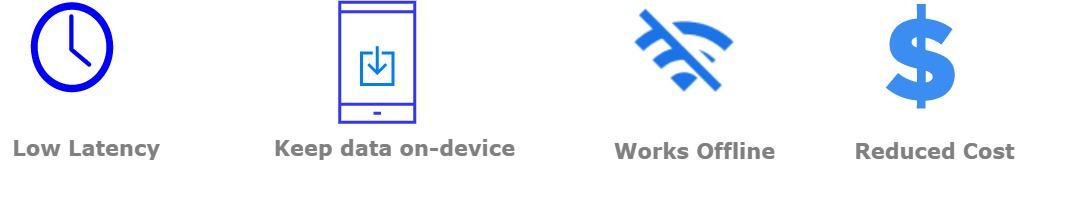 Low Latency
Keep data on-device
Works Offline
Reduced Cost